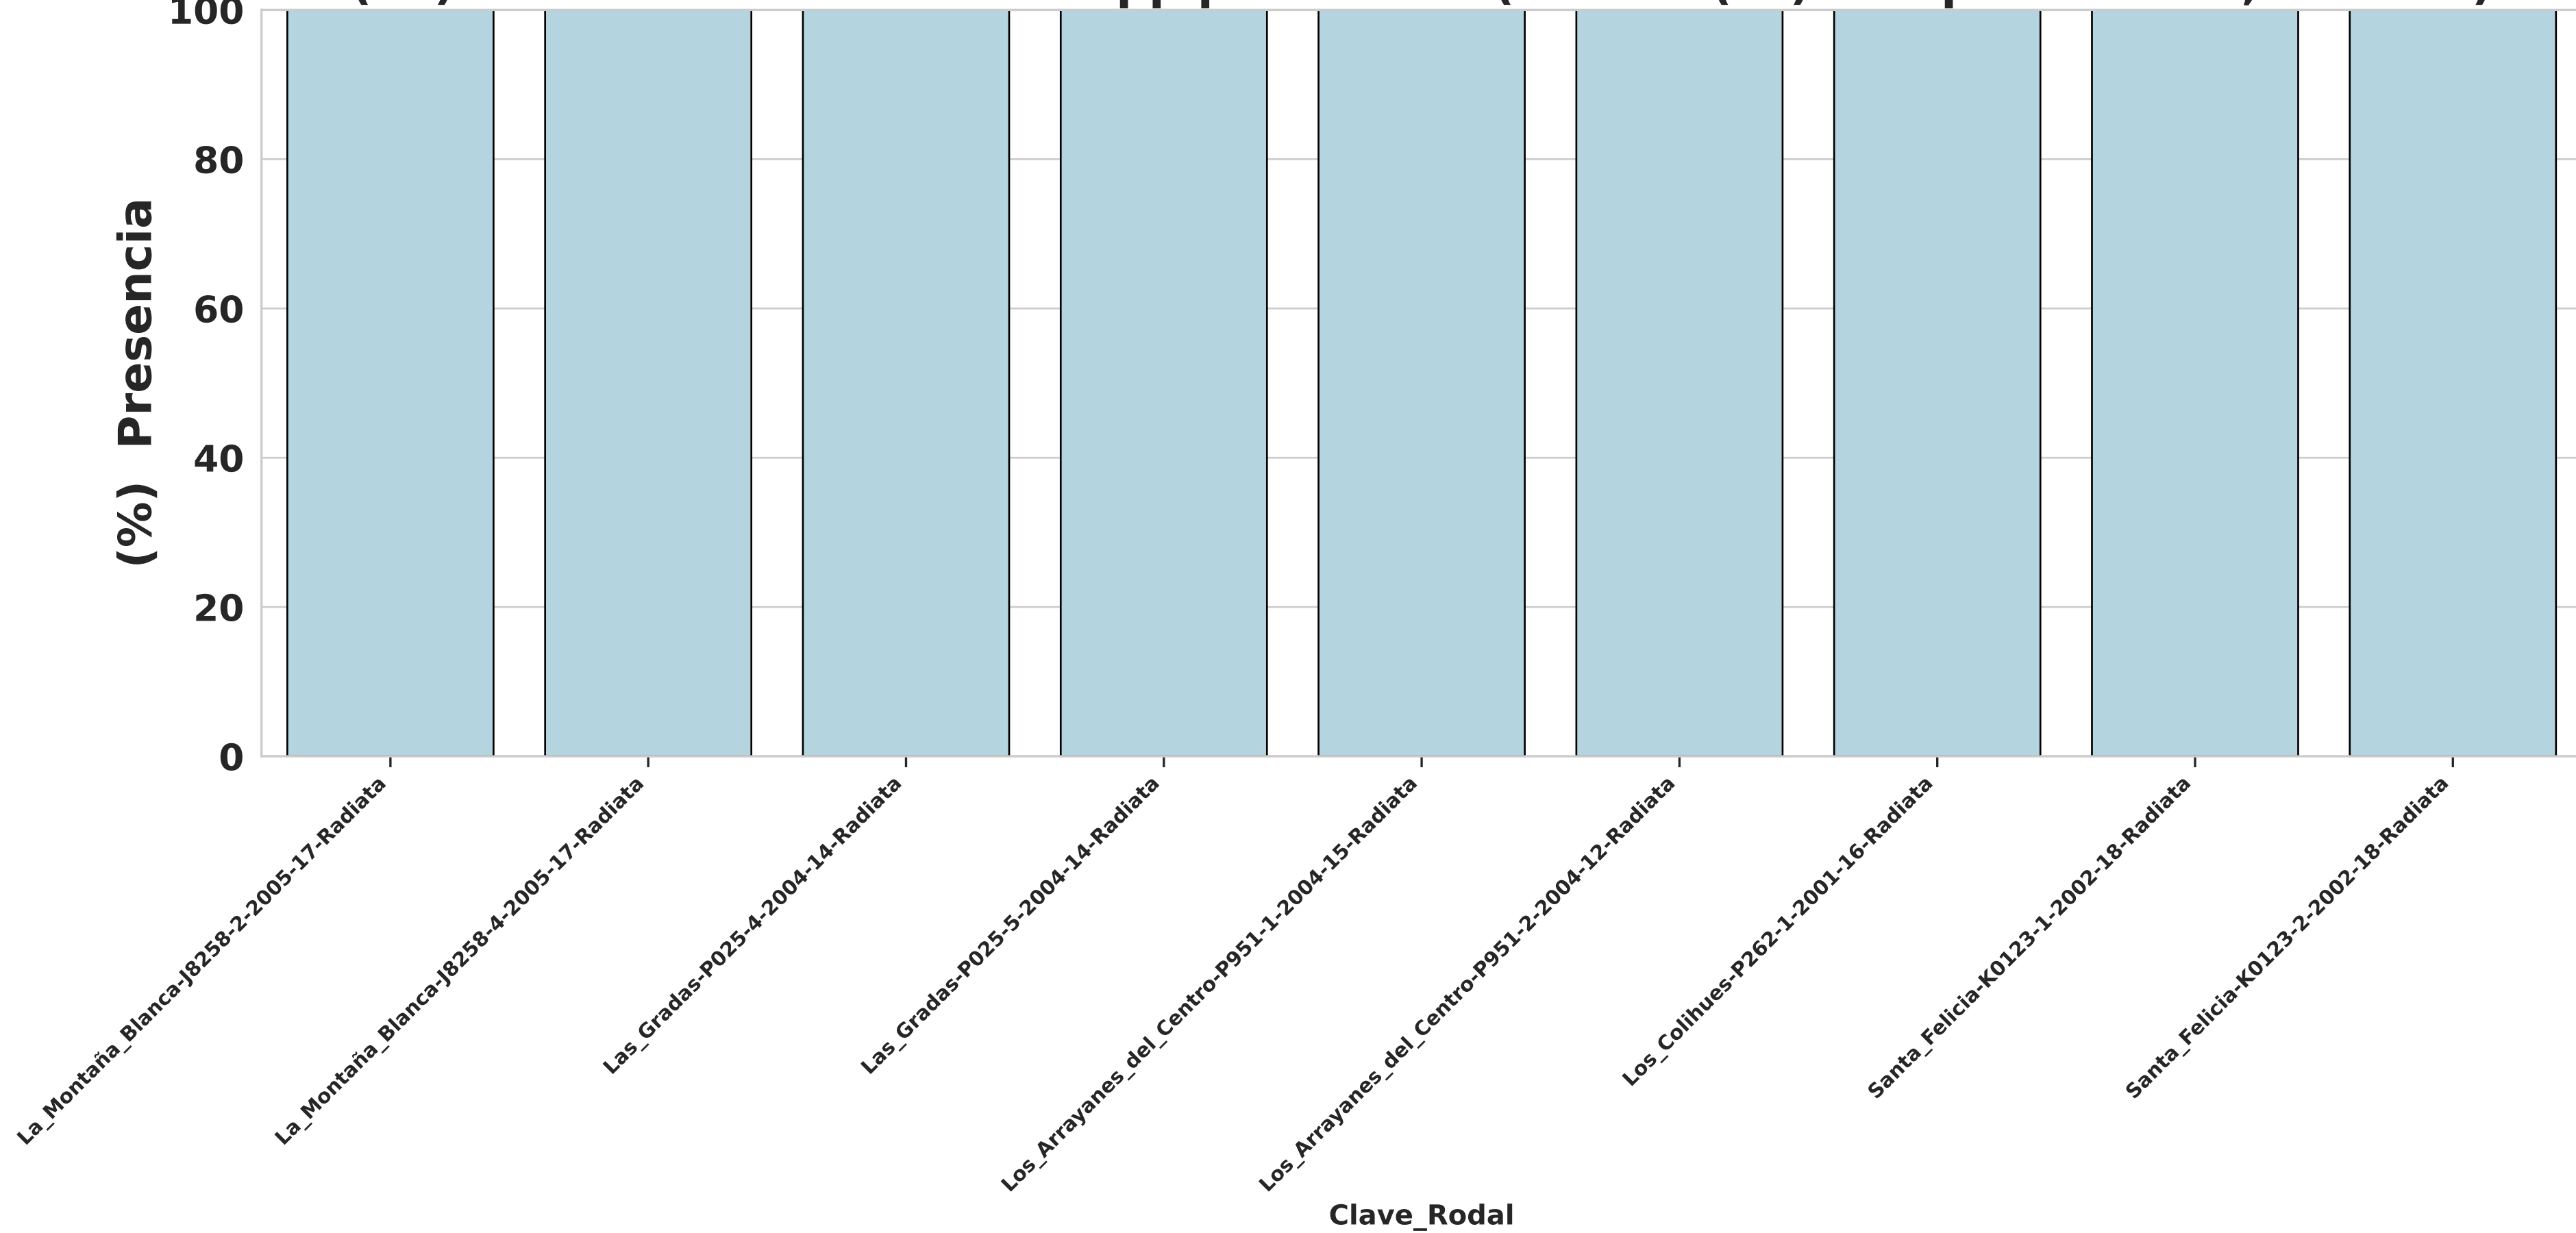 100
80
60
40
20
0
(%) Presencia
La_Montaña_Blanca-J8258-2-2005-17-Radiata
La_Montaña_Blanca-J8258-4-2005-17-Radiata
Las_Gradas-P025-4-2004-14-Radiata
Las_Gradas-P025-5-2004-14-Radiata
Los_Arrayanes_del_Centro-P951-1-2004-15-Radiata
Los_Arrayanes_del_Centro-P951-2-2004-12-Radiata
Los_Colihues-P262-1-2001-16-Radiata
Santa_Felicia-K0123-1-2002-18-Radiata
Santa_Felicia-K0123-2-2002-18-Radiata
Clave_Rodal